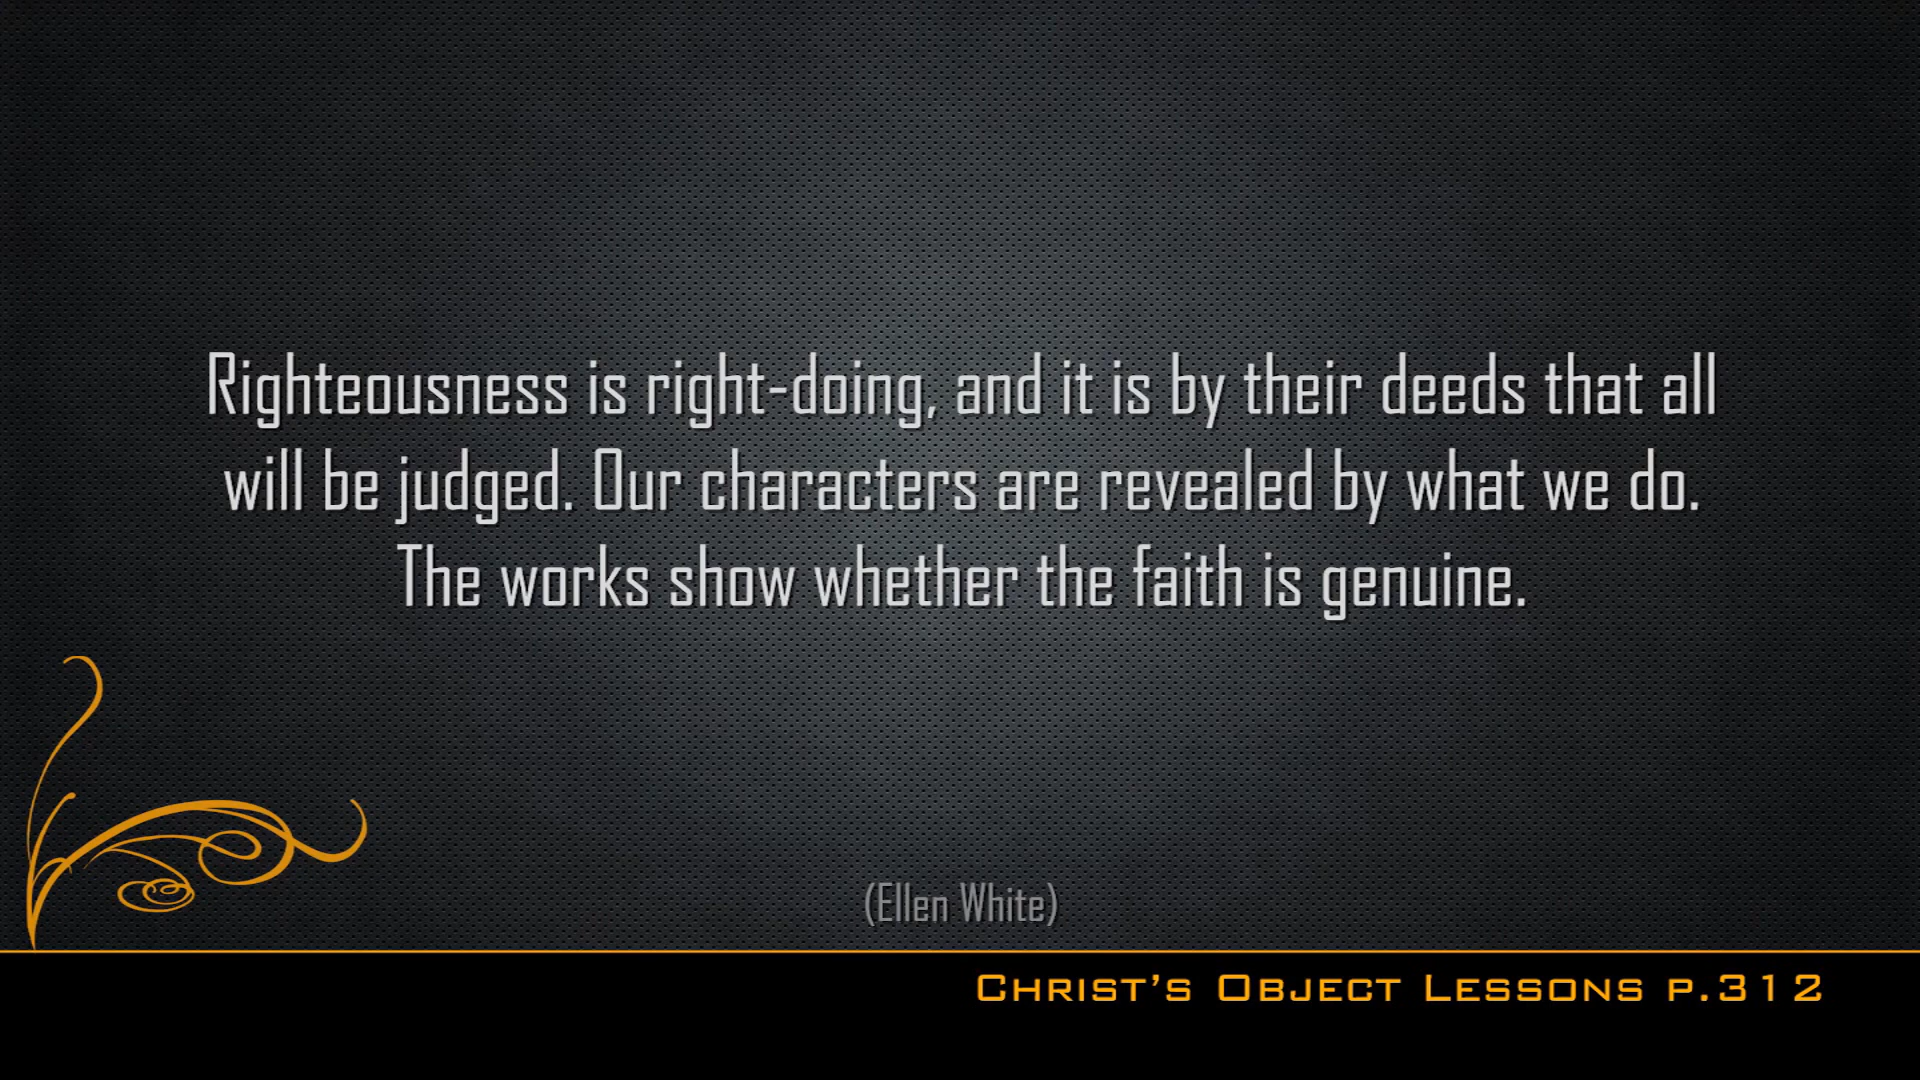 Righteousness is right-doing, and it is by their deeds that all
will be judged. Our characters are revealed by what we do.
The works show whether the faith is genuine.
(Ellen White)
Christ's Object Lessons p.312